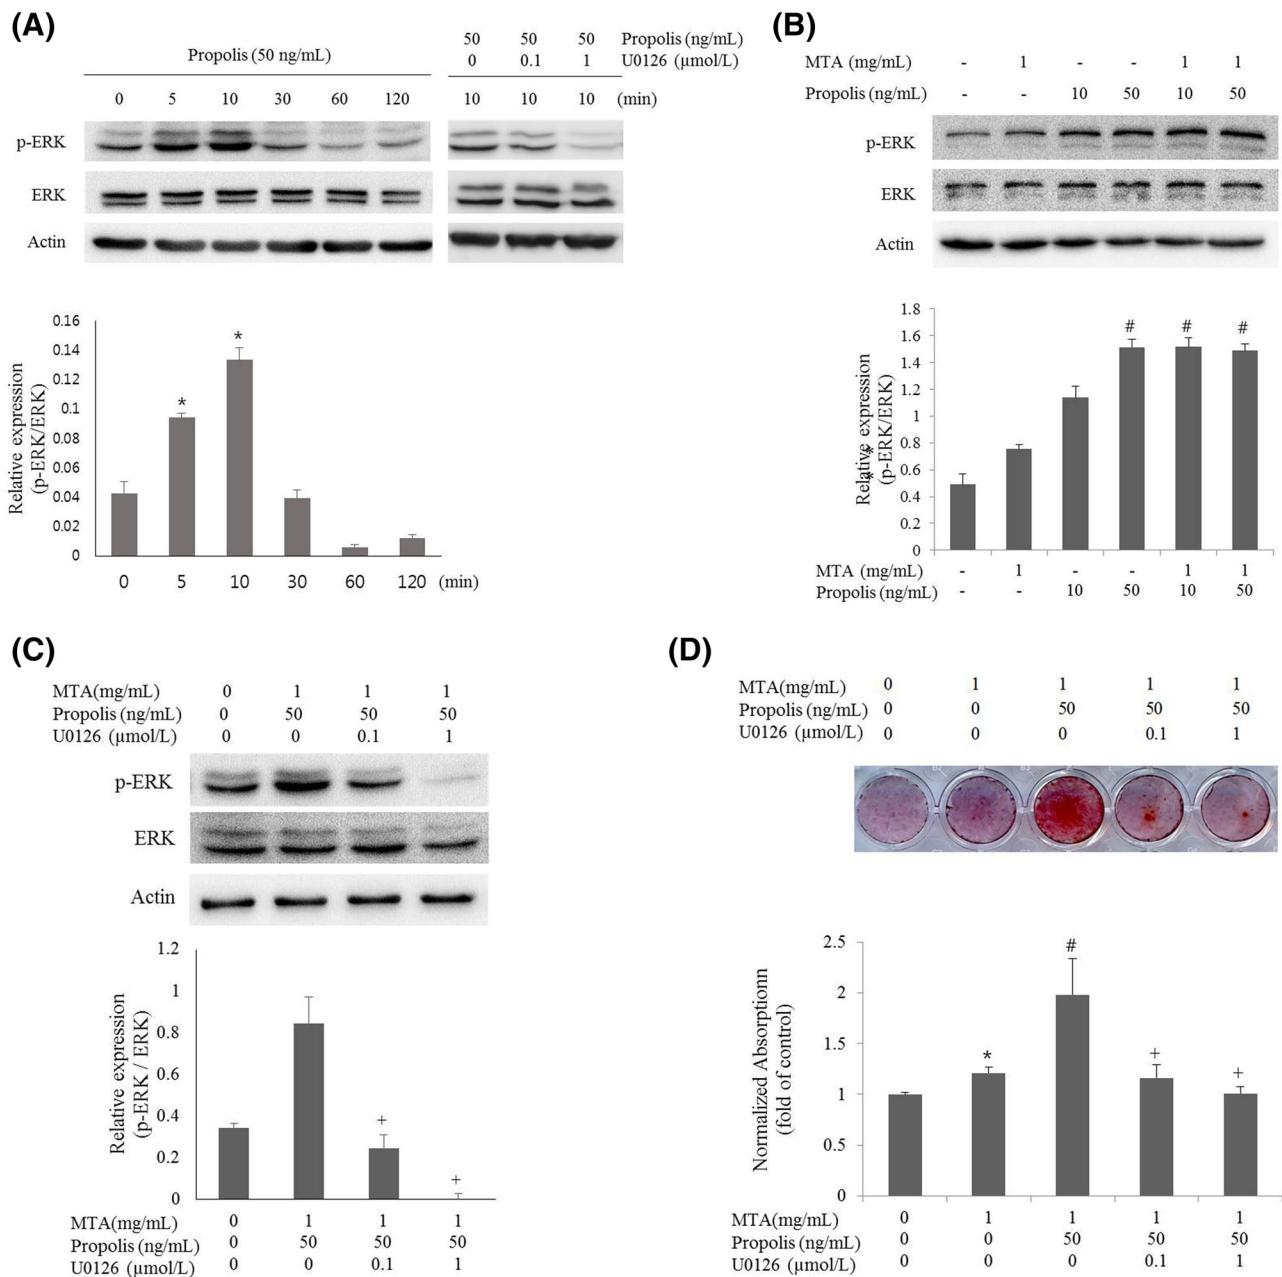 (A)
Propolis (50 ng/mL)
0 5 10 30 60 120
50 50 50 Propolis (ng/mL)
0 0.1 1 U0126 (µmol/L)
10 10 10 (min)
p-ERK
ERK
Actin
0.16
0.14
0.12
0.1
0.08
0.06
0.04
0.02
0
Relative expression
(p-ERK/ERK)
* *
0 5 10 30 60 120 (min)
(B)
MTA (mg/mL) - 1 - - 1 1
Propolis (ng/mL) - - 10 50 10 50
p-ERK
ERK
Actin
1.8
1.6
1.4
1.2
1
0.8
0.6
0.4
0.2
0
Relative expression
(p-ERK/ERK)
*
*
# # #
MTA (mg/mL) - 1 - - 1 1
Propolis (ng/mL) - - 10 50 10 50
(C)
MTA(mg/mL) 0 1 1 1
Propolis (ng/mL) 0 50 50 50
U0126 (µmol/L) 0 0 0.1 1
p-ERK
ERK
Actin
1.2
1
0.8
0.6
0.4
0.2
0
Relative expression
(p-ERK / ERK)
+ +
MTA(mg/mL) 0 1 1 1
Propolis (ng/mL) 0 50 50 50
U0126 (µmol/L) 0 0 0.1 1
(D)
MTA(mg/mL) 0 1 1 1 1
Propolis (ng/mL) 0 0 50 50 50
U0126 (µmol/L) 0 0 0 0.1 1
2.5
2
1.5
1
0.5
0
Normalized Absorptionn
(fold of control)
* # + +
MTA(mg/mL) 0 1 1 1 1
Propolis (ng/mL) 0 0 50 50 50
U0126 (µmol/L) 0 0 0 0.1 1